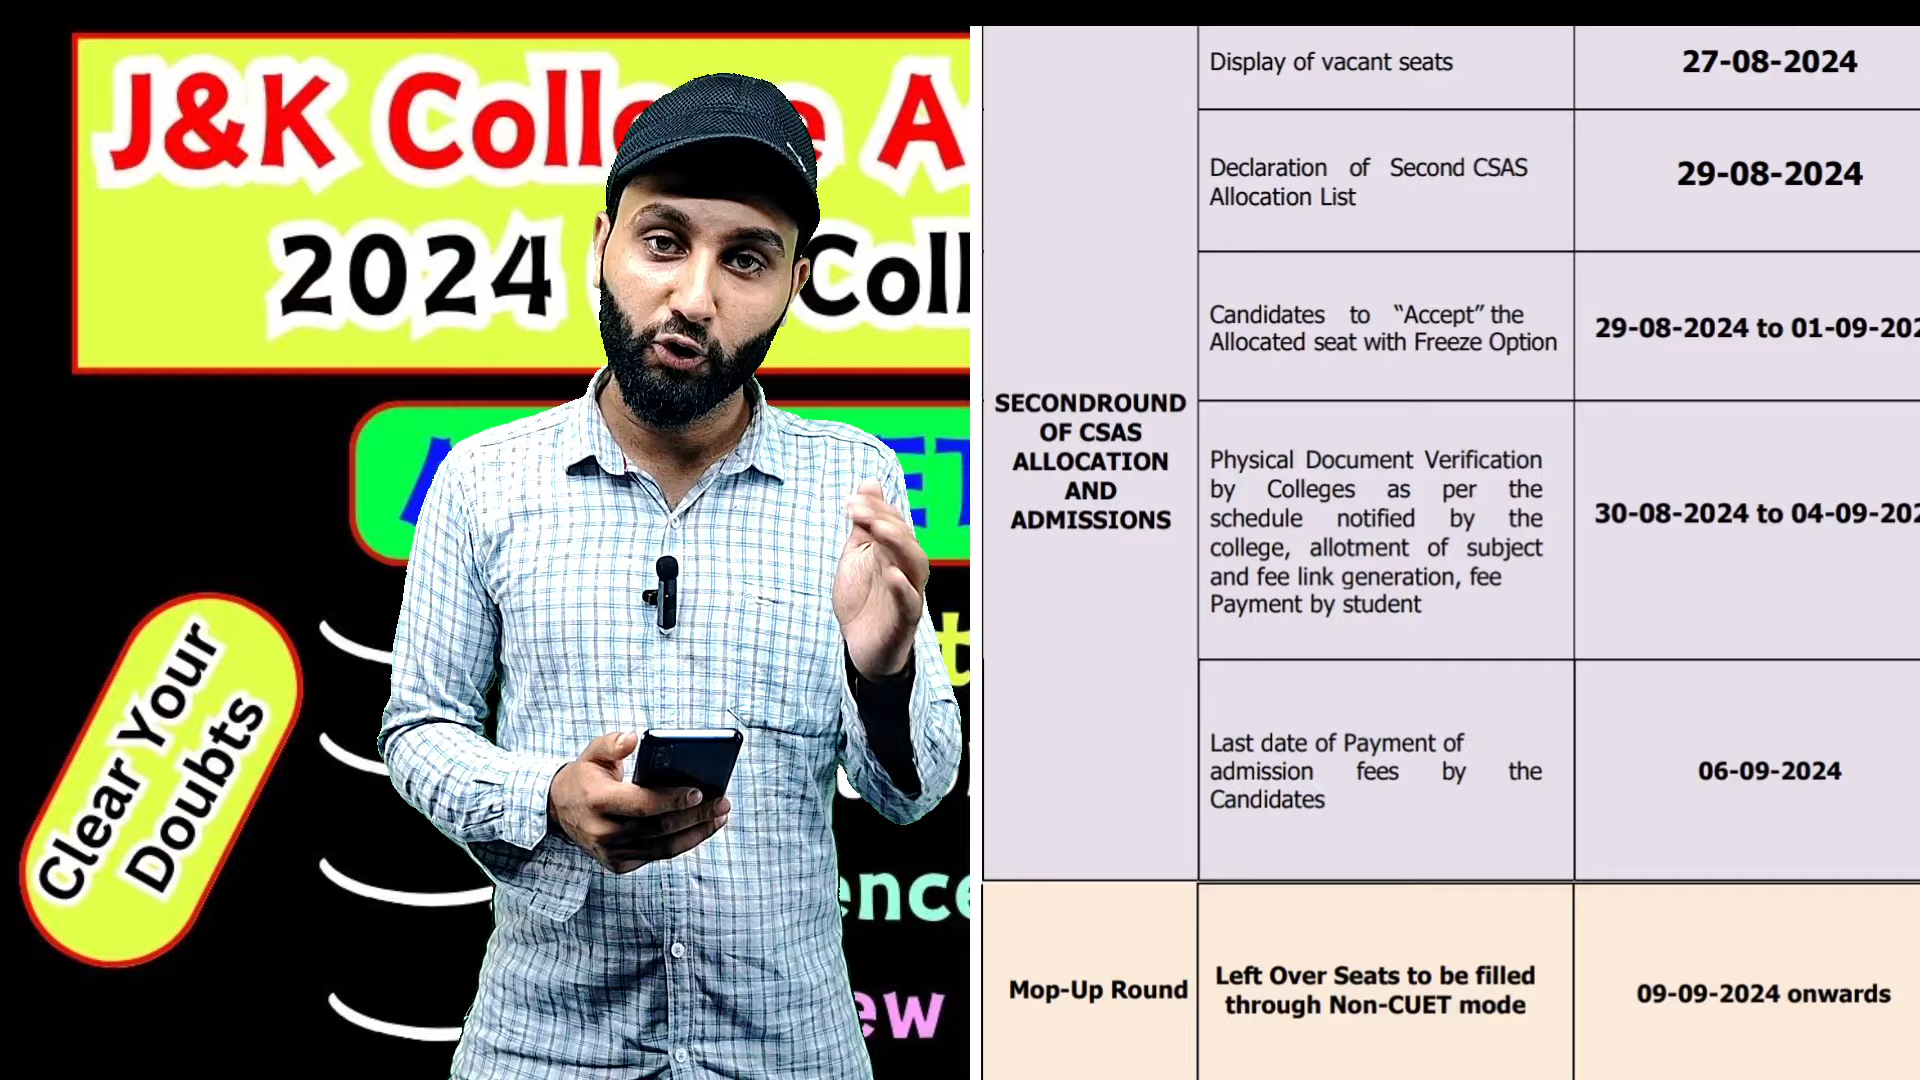 J&K College A
2024
Coll
Clear Your
Doubts
ence
ew
SECONDROUND
OF CSAS
ALLOCATION
AND
ADMISSIONS
Display of vacant seats
27-08-2024
Declaration of Second CSAS
Allocation List
29-08-2024
Candidates to “Accept” the
Allocated seat with Freeze Option
29-08-2024 to 01-09-202
Physical Document Verification
by Colleges as per the
schedule notified by the
college, allotment of subject
and fee link generation, fee
Payment by student
30-08-2024 to 04-09-202
Last date of Payment of
admission fees by the
Candidates
06-09-2024
Mop-Up Round
Left Over Seats to be filled
through Non-CUET mode
09-09-2024 onwards